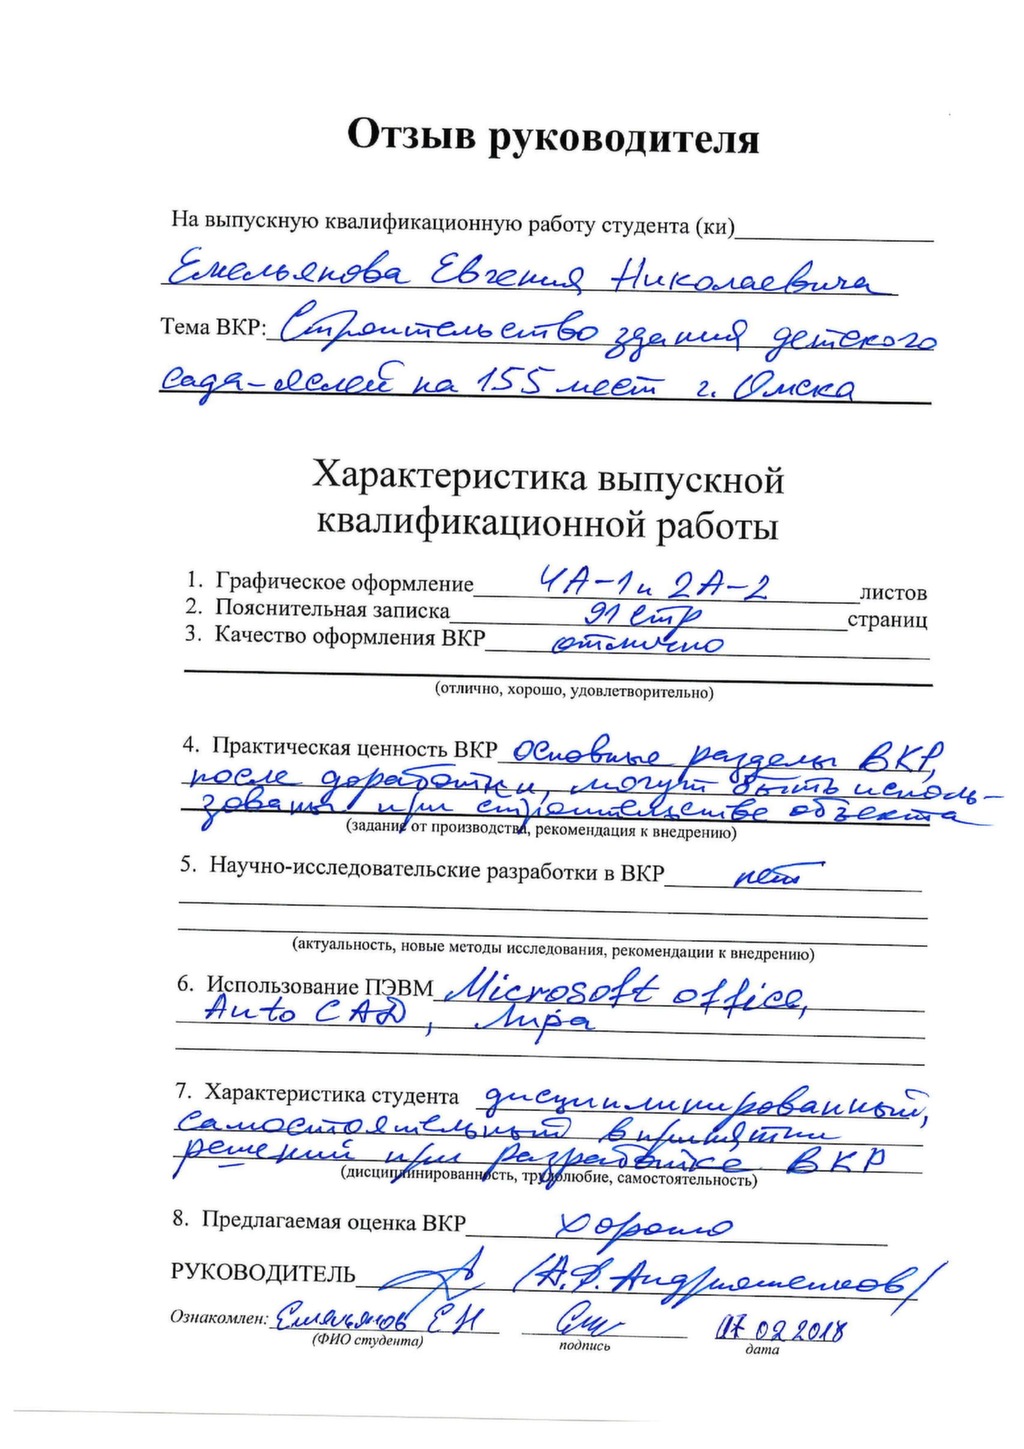 Отзыв руководителя
На выпускную квалификационную работу студента (ки)
Емельянова Евгения Николаевича
Тема ВКР: Строительство здания детского
сада-яслей на 155 мест г. Омска
Характеристика выпускной
квалификационной работы
1. Графическое оформление 4А-1 и 2А-2 листов
2. Пояснительная записка 91 стр страниц
3. Качество оформления ВКР отлично
(отлично, хорошо, удовлетворительно)
4. Практическая ценность ВКР основные разделы ВКР,
после доработки, могут быть исполь-
зованы при строительстве объекта
(задание от производства, рекомендация к внедрению)
5. Научно-исследовательские разработки в ВКР нет
(актуальность, новые методы исследования, рекомендации к внедрению)
6. Использование ПЭВМ Microsoft office,
Auto CAD, Лира
7. Характеристика студента дисциплинированный,
самостоятельный в принятии
решений при разработке ВКР
(дисциплинированность, трудолюбие, самостоятельность)
8. Предлагаемая оценка ВКР хорошо
РУКОВОДИТЕЛЬ /А.Ф. Андрюшенков/
Ознакомлен: Емельянов ЕН 07.02.2018
(ФИО студента) подпись дата